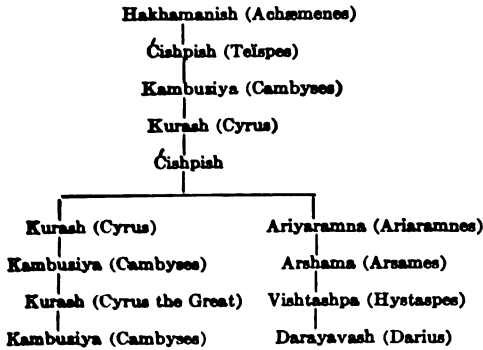 Hakhamanish (Achæmenes)
Ćishpish (Teïspes)
Kambuziya (Cambyses)
Kurash (Cyrus)
Ćishpish
Kurash (Cyrus) Ariyaramna (Ariaramnes)
Kambuziya (Cambyses) Arshama (Arsames)
Kurash (Cyrus the Great) Vishtashpa (Hystaspes)
Kambuziya (Cambyses) Darayavash (Darius)